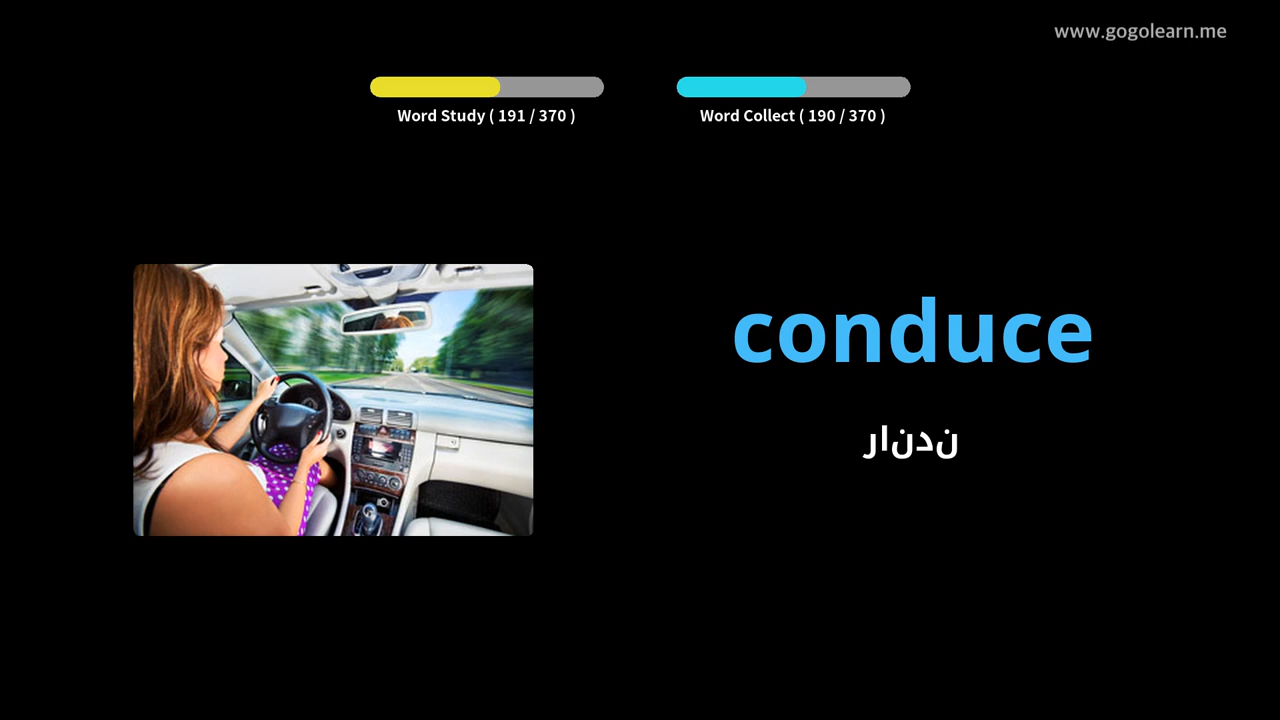 www.gogolearn.me
Word Study ( 191 / 370 )
Word Collect ( 190 / 370 )
conduce
راندن